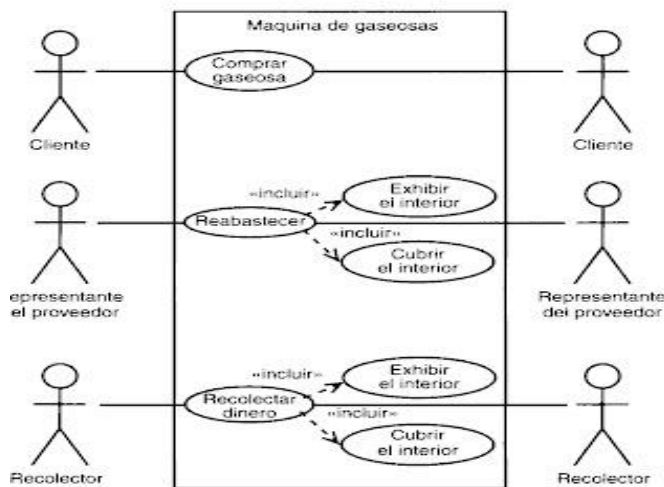 Maquina de gaseosas
Comprar
gaseosa
Cliente
Cliente
«incluir»
Exhibir
el interior
Reabastecer
«incluir»
Cubrir
el interior
epresentante
el proveedor
Representante
del proveedor
«incluir»
Exhibir
el interior
Recolectar
dinero
«incluir»
Cubrir
el interior
Recolector
Recolector